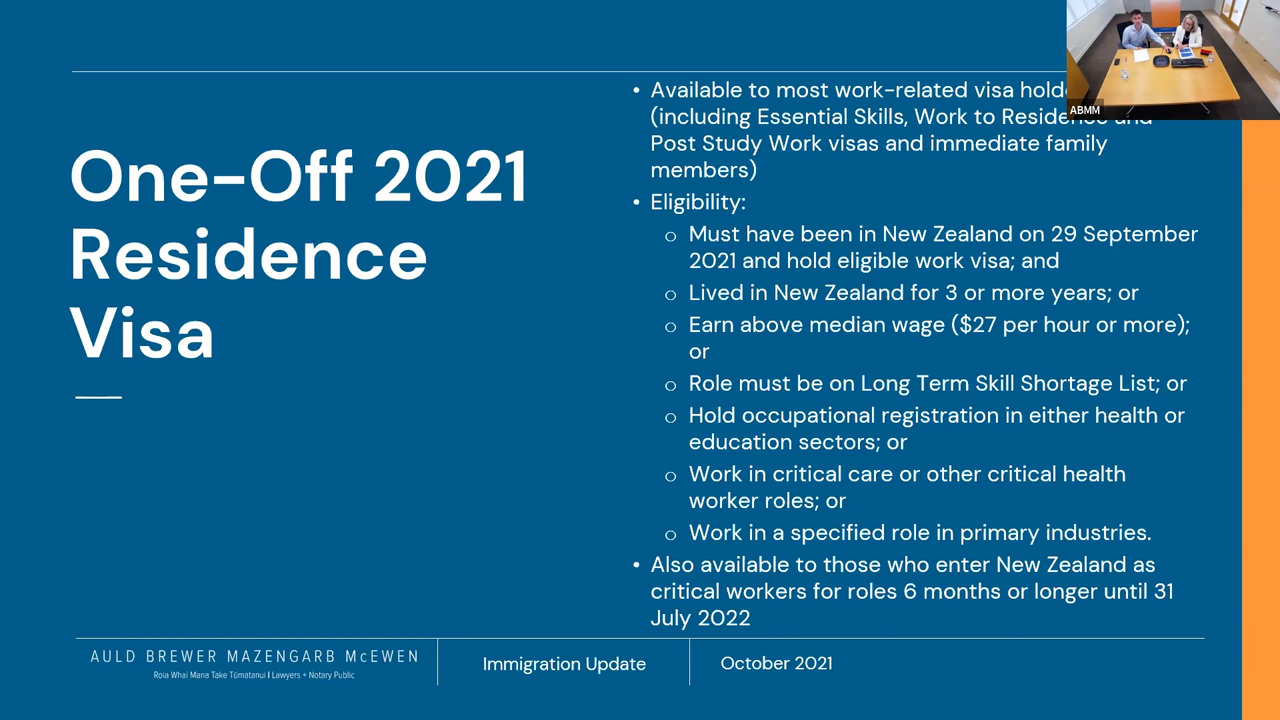 One-Off 2021
Residence
Visa
• Available to most work-related visa
(including Essential Skills, Work to Residence and
Post Study Work visas and immediate family
members)
• Eligibility:
o Must have been in New Zealand on 29 September
2021 and hold eligible work visa; and
o Lived in New Zealand for 3 or more years; or
o Earn above median wage ($27 per hour or more);
or
o Role must be on Long Term Skill Shortage List; or
o Hold occupational registration in either health or
education sectors; or
o Work in critical care or other critical health
worker roles; or
o Work in a specified role in primary industries.
• Also available to those who enter New Zealand as
critical workers for roles 6 months or longer until 31
July 2022
ABMM
AULD BREWER MAZENGARB McEWEN
Roia Whai Mana Take Tūmatanui | Lawyers + Notary Public
Immigration Update
October 2021